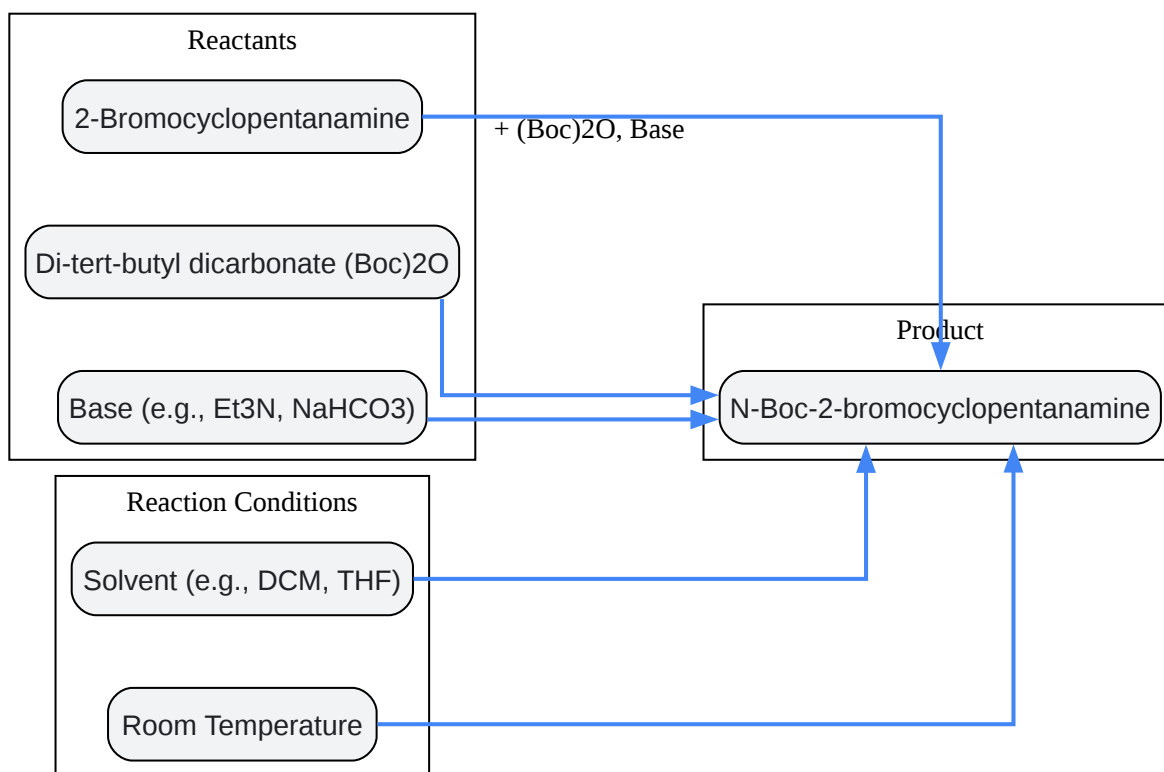 Reactants
2-Bromocyclopentanamine
+ (Boc)2O, Base
Di-tert-butyl dicarbonate (Boc)2O
Base (e.g., Et3N, NaHCO3)
Product
N-Boc-2-bromocyclopentanamine
Reaction Conditions
Solvent (e.g., DCM, THF)
Room Temperature